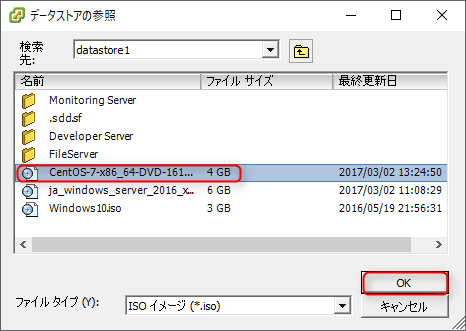 データストアの参照
検索先:
datastore1
名前 ファイル サイズ 最終更新日
Monitoring Server
.sdd.sf
Developer Server
FileServer
CentOS-7-x86_64-DVD-161... 4 GB 2017/03/02 13:24:50
ja_windows_server_2016_x... 6 GB 2017/03/02 11:08:29
Windows10.iso 3 GB 2016/05/19 21:56:31
OK
ファイル タイプ (Y): ISO イメージ (*.iso)
キャンセル